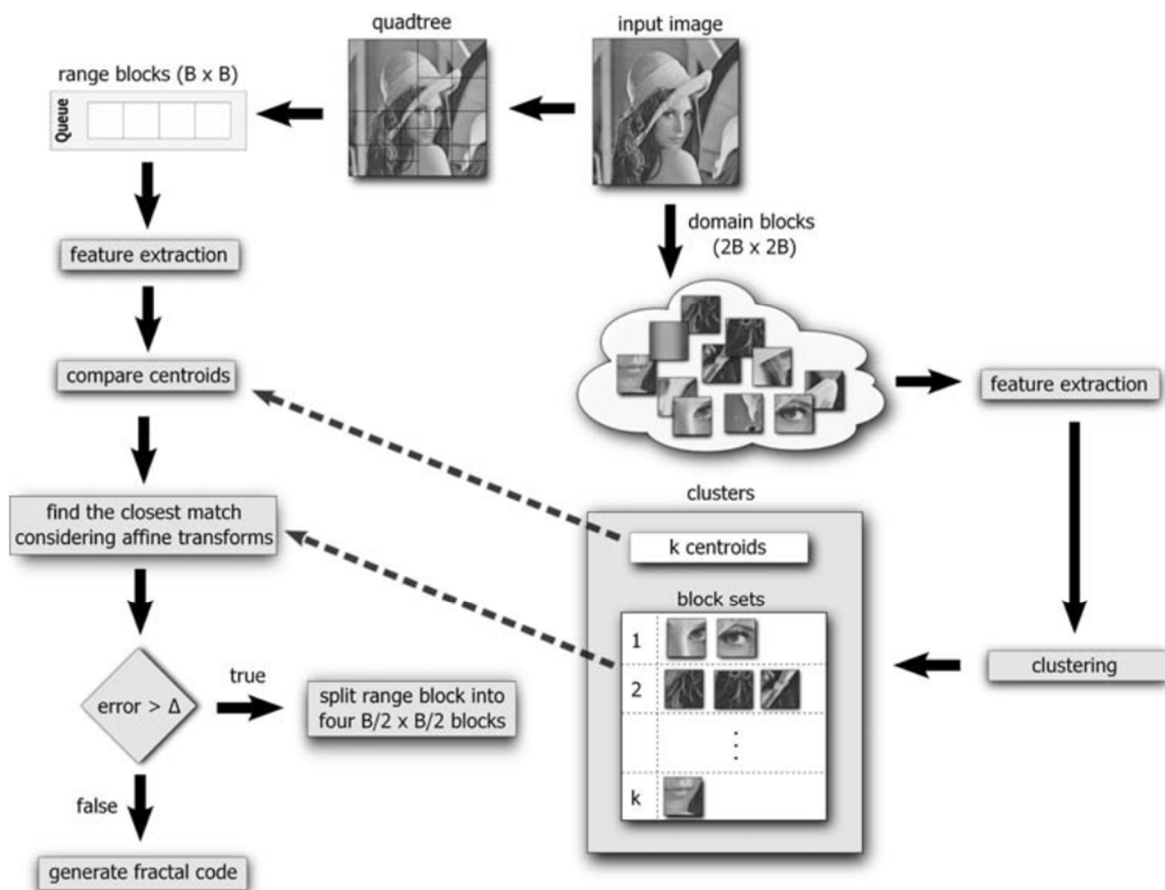 quadtree
input image
range blocks (B x B)
Queue
domain blocks
(2B x 2B)
feature extraction
compare centroids
feature extraction
find the closest match
considering affine transforms
clusters
k centroids
block sets
1
2
k
clustering
error > Δ
true
split range block into
four B/2 x B/2 blocks
false
generate fractal code